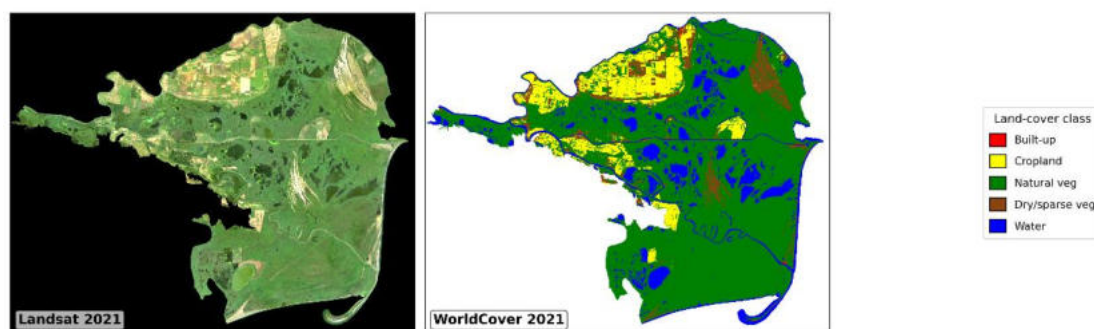 Landsat 2021
WorldCover 2021
Land-cover class
Built-up
Cropland
Natural veg
Dry/sparse veg
Water